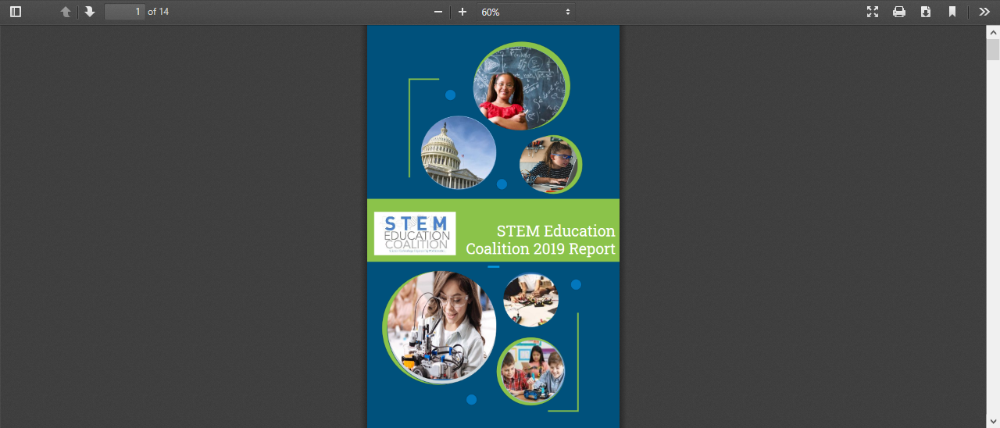 1 of 14
60%
STEM
EDUCATION
COALITION
STEM Education
Coalition 2019 Report